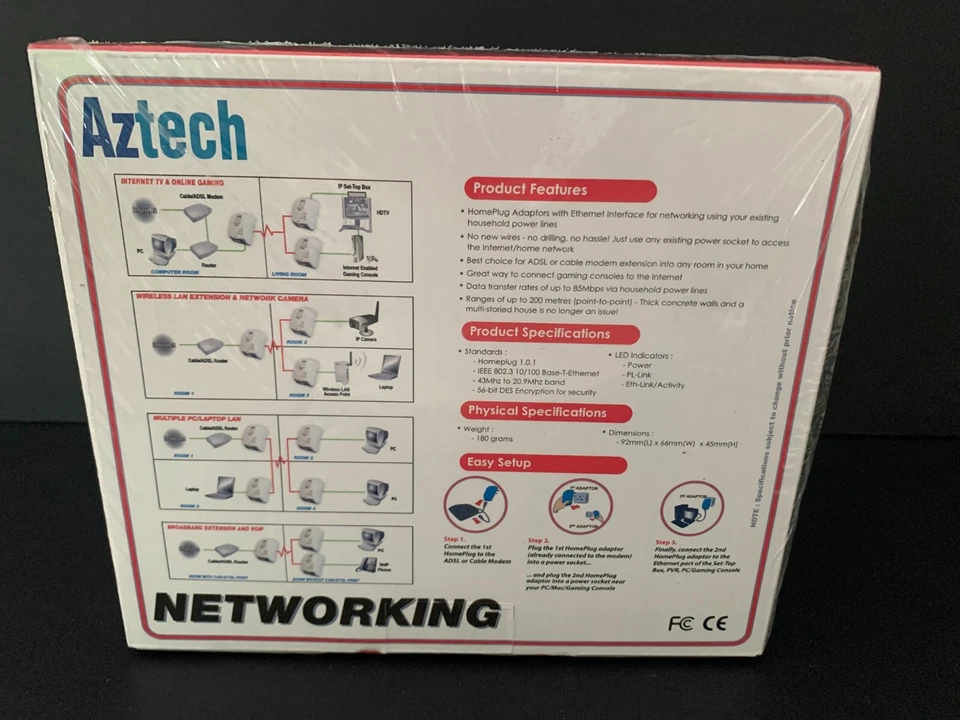 Aztech
INTERNET TV & ONLINE GAMING
Cable/ADSL Modem
Internet
PC
Router
COMPUTER ROOM
IP Set-Top Box
HDTV
Internet Enabled
Gaming Console
LIVING ROOM
WIRELESS LAN EXTENSION & NETWORK CAMERA
Cable/ADSL Router
ROOM 1
ROOM 2
IP Camera
Wireless LAN
Access Point
Laptop
MULTIPLE PC/LAPTOP LAN
Cable/ADSL Router
ROOM 1
PC
Laptop
ROOM 4
PC
BROADBAND EXTENSION AND VOIP
Cable/ADSL Router
ROOM WITH CABLE/TEL POINT
PC
VoIP
Phone
ROOM WITHOUT CABLE/TEL POINT
NETWORKING
Product Features
• HomePlug Adaptors with Ethernet Interface for networking using your existing
household power lines
• No new wires - no drilling, no hassle! Just use any existing power socket to access
the Internet/home network
• Best choice for ADSL or cable modem extension into any room in your home
• Great way to connect gaming consoles to the Internet
• Data transfer rates of up to 85Mbps via household power lines
• Ranges of up to 200 metres (point-to-point) - Thick concrete walls and a
multi-storied house is no longer an issue!
Product Specifications
• Standards :
- Homeplug 1.0.1
- IEEE 802.3 10/100 Base-T-Ethernet
- 43Mhz to 20.9Mhz band
- 56-bit DES Encryption for security
• LED Indicators :
- Power
- PL-Link
- Eth-Link/Activity
Physical Specifications
• Weight :
- 180 grams
• Dimensions :
- 92mm(L) x 66mm(W) x 45mm(H)
Easy Setup
1ST ADAPTOR
2ND ADAPTOR
2ND ADAPTOR
Step 1.
Connect the 1st
HomePlug to the
ADSL or Cable Modem
Step 2.
Plug the 1st HomePlug adaptor
(already connected to the modem)
into a power socket...
... and plug the 2nd HomePlug
adaptor into a power socket near
your PC/Mac/Gaming Console
Step 3.
Finally, connect the 2nd
HomePlug adaptor to the
Ethernet port of the Set-Top
Box, PVR, PC/Gaming Console
NOTE : Specifications subject to change without prior notice
FC CE